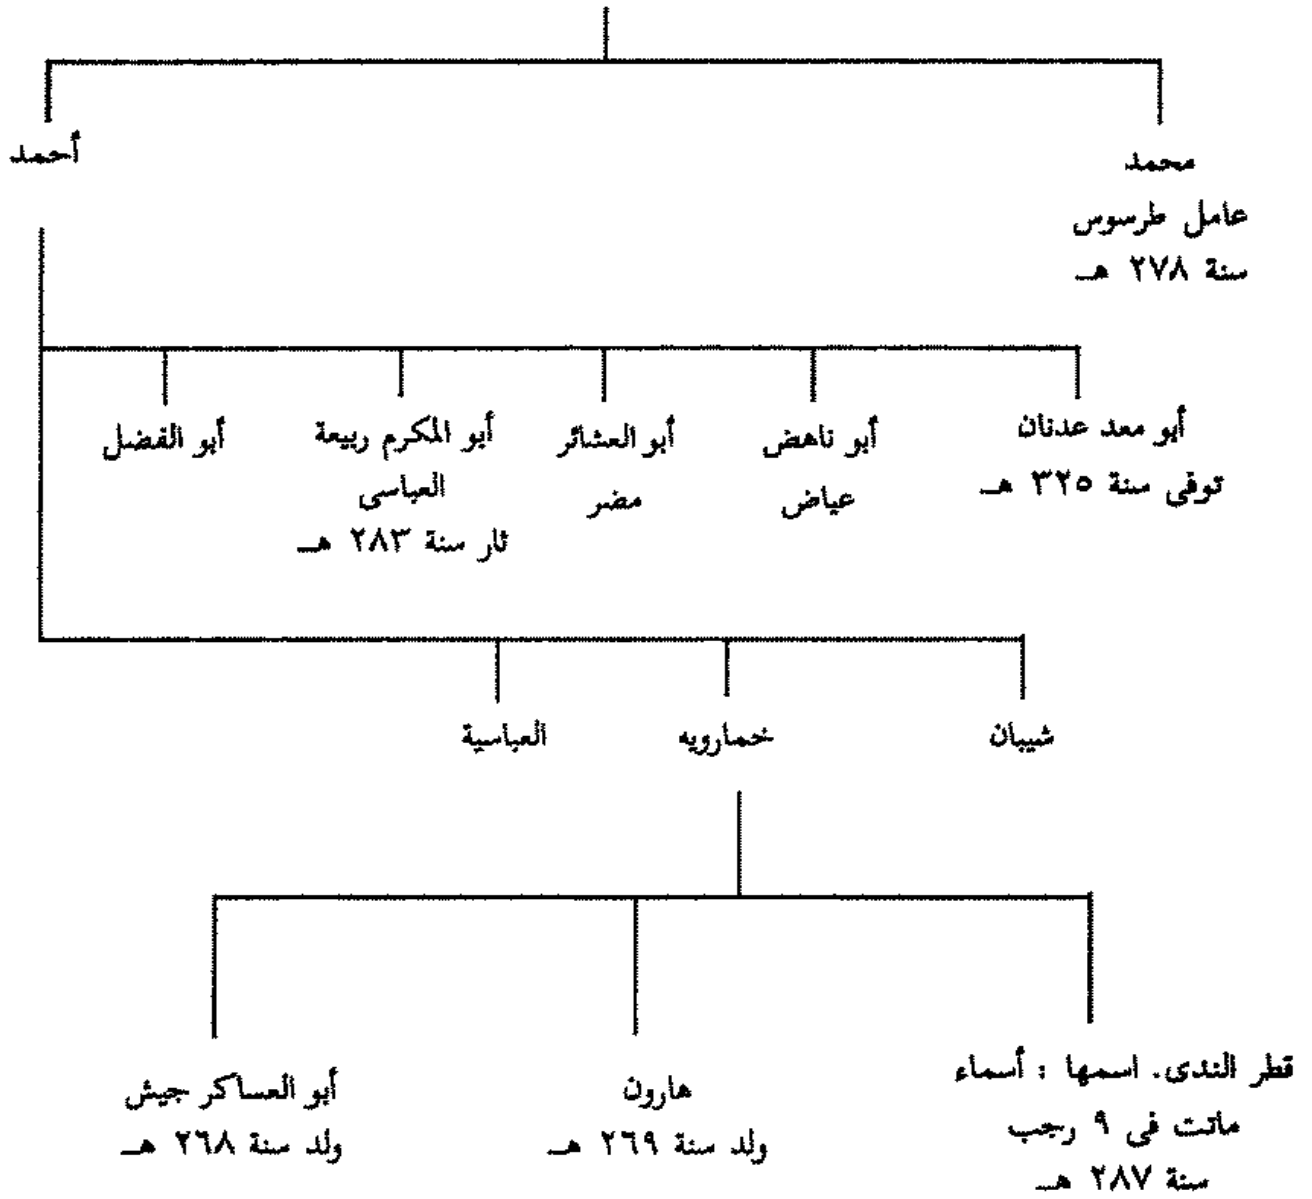 محمد
عامل طرسوس
سنة ٢٧٨ هـ
أحمد
أبو معد عدنان
توفى سنة ٣٢٥ هـ
أبو ناهض
عياض
أبو العشائر
مضر
أبو المكرم ربيعة
العباسى
ثار سنة ٢٨٣ هـ
أبو الفضل
شيبان
خمارويه
العباسية
قطر الندى. اسمها : أسماء
ماتت فى ٩ رجب
سنة ٢٨٧ هـ
هارون
ولد سنة ٢٦٩ هـ
أبو العساكر جيش
ولد سنة ٢٦٨ هـ